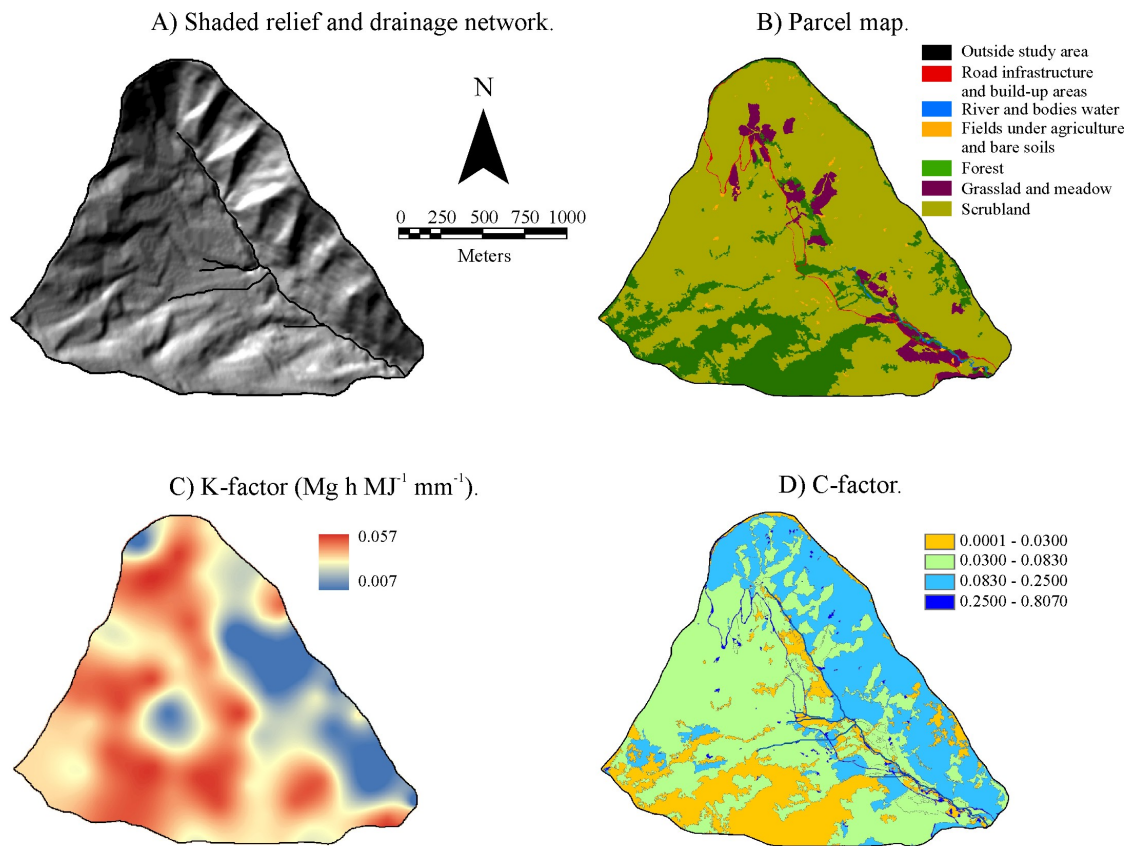 A) Shaded relief and drainage network.
N
0 250 500 750 1000
Meters
B) Parcel map.
Outside study area
Road infrastructure
and build-up areas
River and bodies water
Fields under agriculture
and bare soils
Forest
Grasslad and meadow
Scrubland
C) K-factor (Mg h MJ⁻¹ mm⁻¹).
0.057
0.007
D) C-factor.
0.0001 - 0.0300
0.0300 - 0.0830
0.0830 - 0.2500
0.2500 - 0.8070